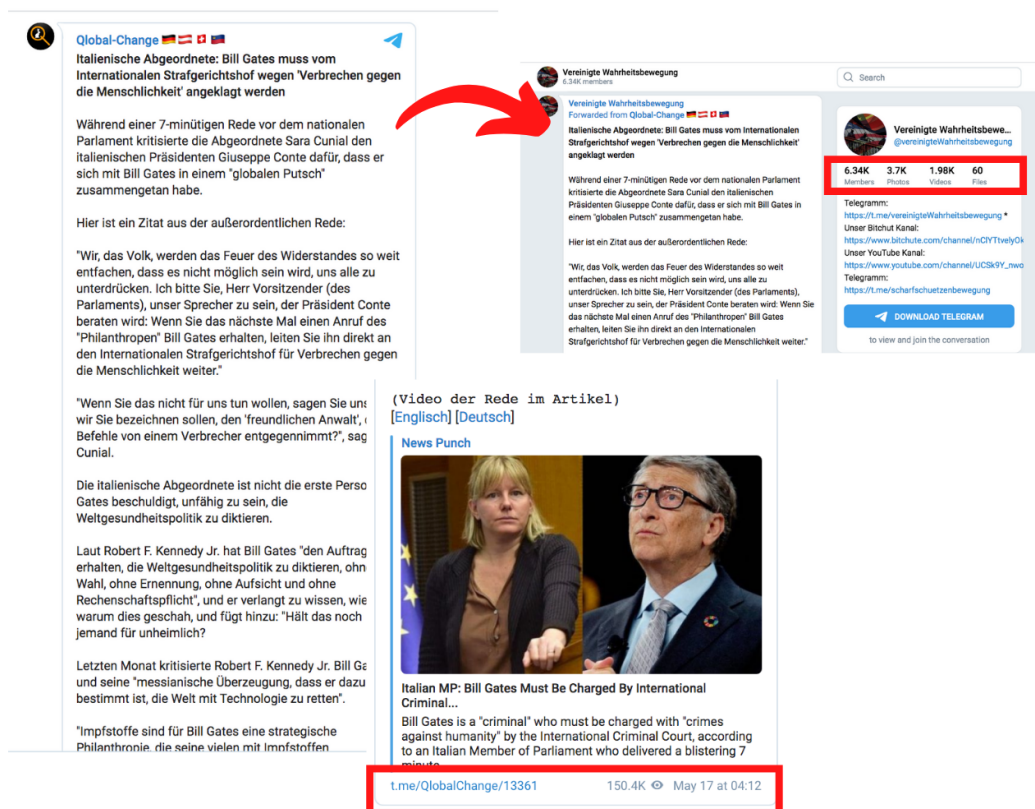 Qlobal-Change
Italienische Abgeordnete: Bill Gates muss vom
Internationalen Strafgerichtshof wegen 'Verbrechen gegen
die Menschlichkeit' angeklagt werden
Während einer 7-minütigen Rede vor dem nationalen
Parlament kritisierte die Abgeordnete Sara Cunial den
italienischen Präsidenten Giuseppe Conte dafür, dass er
sich mit Bill Gates in einem "globalen Putsch"
zusammengetan habe.
Hier ist ein Zitat aus der außerordentlichen Rede:
"Wir, das Volk, werden das Feuer des Widerstandes so weit
entfachen, dass es nicht möglich sein wird, uns alle zu
unterdrücken. Ich bitte Sie, Herr Vorsitzender (des
Parlaments), unser Sprecher zu sein, der Präsident Conte
beraten wird: Wenn Sie das nächste Mal einen Anruf des
"Philanthropen" Bill Gates erhalten, leiten Sie ihn direkt an
den Internationalen Strafgerichtshof für Verbrechen gegen
die Menschlichkeit weiter."
"Wenn Sie das nicht für uns tun wollen, sagen Sie uns
wir Sie bezeichnen sollen, den 'freundlichen Anwalt',
Befehle von einem Verbrecher entgegennimmt?", sag
Cunial.
Die italienische Abgeordnete ist nicht die erste Perso
Gates beschuldigt, unfähig zu sein, die
Weltgesundheitspolitik zu diktieren.
Laut Robert F. Kennedy Jr. hat Bill Gates "den Auftrag
erhalten, die Weltgesundheitspolitik zu diktieren, ohn
Wahl, ohne Ernennung, ohne Aufsicht und ohne
Rechenschaftspflicht", und er verlangt zu wissen, wie
warum dies geschah, und fügt hinzu: "Hält das noch
jemand für unheimlich?
Letzten Monat kritisierte Robert F. Kennedy Jr. Bill Ga
und seine "messianische Überzeugung, dass er dazu
bestimmt ist, die Welt mit Technologie zu retten".
"Impfstoffe sind für Bill Gates eine strategische
Philanthropie, die seine vielen mit Impfstoffen
Vereinigte Wahrheitsbewegung
6.34K members
Search
Vereinigte Wahrheitsbewegung
Forwarded from Qlobal-Change
Italienische Abgeordnete: Bill Gates muss vom Internationalen
Strafgerichtshof wegen 'Verbrechen gegen die Menschlichkeit'
angeklagt werden
Während einer 7-minütigen Rede vor dem nationalen Parlament
kritisierte die Abgeordnete Sara Cunial den italienischen
Präsidenten Giuseppe Conte dafür, dass er sich mit Bill Gates in
einem "globalen Putsch" zusammengetan habe.
Hier ist ein Zitat aus der außerordentlichen Rede:
"Wir, das Volk, werden das Feuer des Widerstandes so weit
entfachen, dass es nicht möglich sein wird, uns alle zu
unterdrücken. Ich bitte Sie, Herr Vorsitzender (des Parlaments),
unser Sprecher zu sein, der Präsident Conte beraten wird: Wenn Sie
das nächste Mal einen Anruf des "Philanthropen" Bill Gates
erhalten, leiten Sie ihn direkt an den Internationalen
Strafgerichtshof für Verbrechen gegen die Menschlichkeit weiter."
Vereinigte Wahrheitsbewe...
@vereinigteWahrheitsbewegung
6.34K 3.7K 1.98K 60
Members Photos Videos Files
Telegramm:
https://t.me/vereinigteWahrheitsbewegung *
Unser Bitchut Kanal:
https://www.bitchute.com/channel/nClYTtvelyOk
Unser YouTube Kanal:
https://www.youtube.com/channel/UCSk9Y_nwo
Telegramm:
https://t.me/scharfschuetzenbewegung
DOWNLOAD TELEGRAM
to view and join the conversation
(Video der Rede im Artikel)
[Englisch] [Deutsch]
News Punch
Italian MP: Bill Gates Must Be Charged By International
Criminal...
Bill Gates is a "criminal" who must be charged with "crimes
against humanity" by the International Criminal Court, according
to an Italian Member of Parliament who delivered a blistering 7
minute
t.me/QlobalChange/13361 150.4K May 17 at 04:12